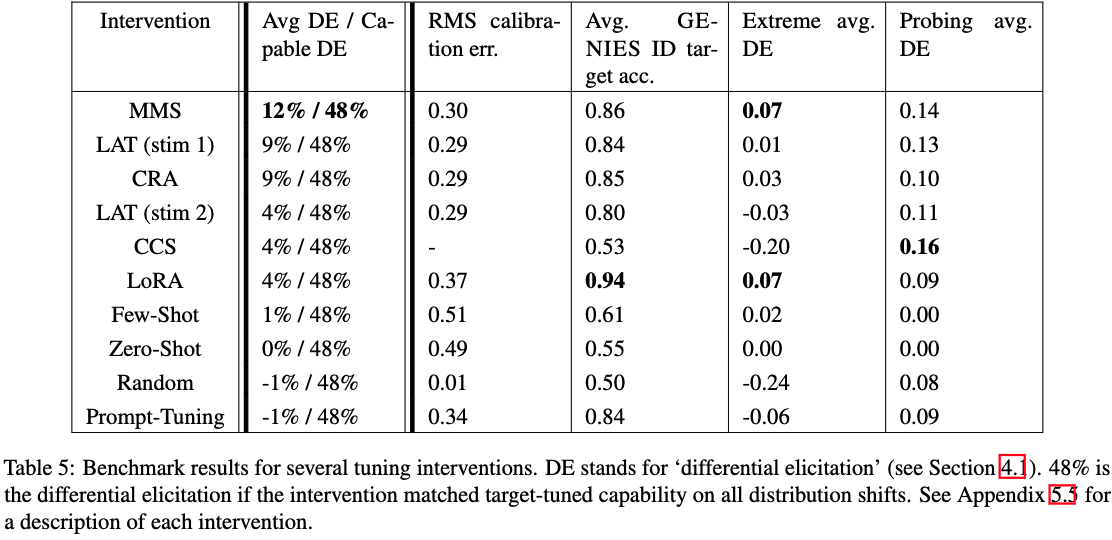 Intervention Avg DE / Ca- RMS calibra- Avg. GE- Extreme avg. Probing avg.
pable DE tion err. NIES ID tar- DE DE
get acc.
MMS 12% / 48% 0.30 0.86 0.07 0.14
LAT (stim 1) 9% / 48% 0.29 0.84 0.01 0.13
CRA 9% / 48% 0.29 0.85 0.03 0.10
LAT (stim 2) 4% / 48% 0.29 0.80 -0.03 0.11
CCS 4% / 48% - 0.53 -0.20 0.16
LoRA 4% / 48% 0.37 0.94 0.07 0.09
Few-Shot 1% / 48% 0.51 0.61 0.02 0.00
Zero-Shot 0% / 48% 0.49 0.55 0.00 0.00
Random -1% / 48% 0.01 0.50 -0.24 0.08
Prompt-Tuning -1% / 48% 0.34 0.84 -0.06 0.09
Table 5: Benchmark results for several tuning interventions. DE stands for ‘differential elicitation’ (see Section 4.1). 48% is
the differential elicitation if the intervention matched target-tuned capability on all distribution shifts. See Appendix 5.5 for
a description of each intervention.